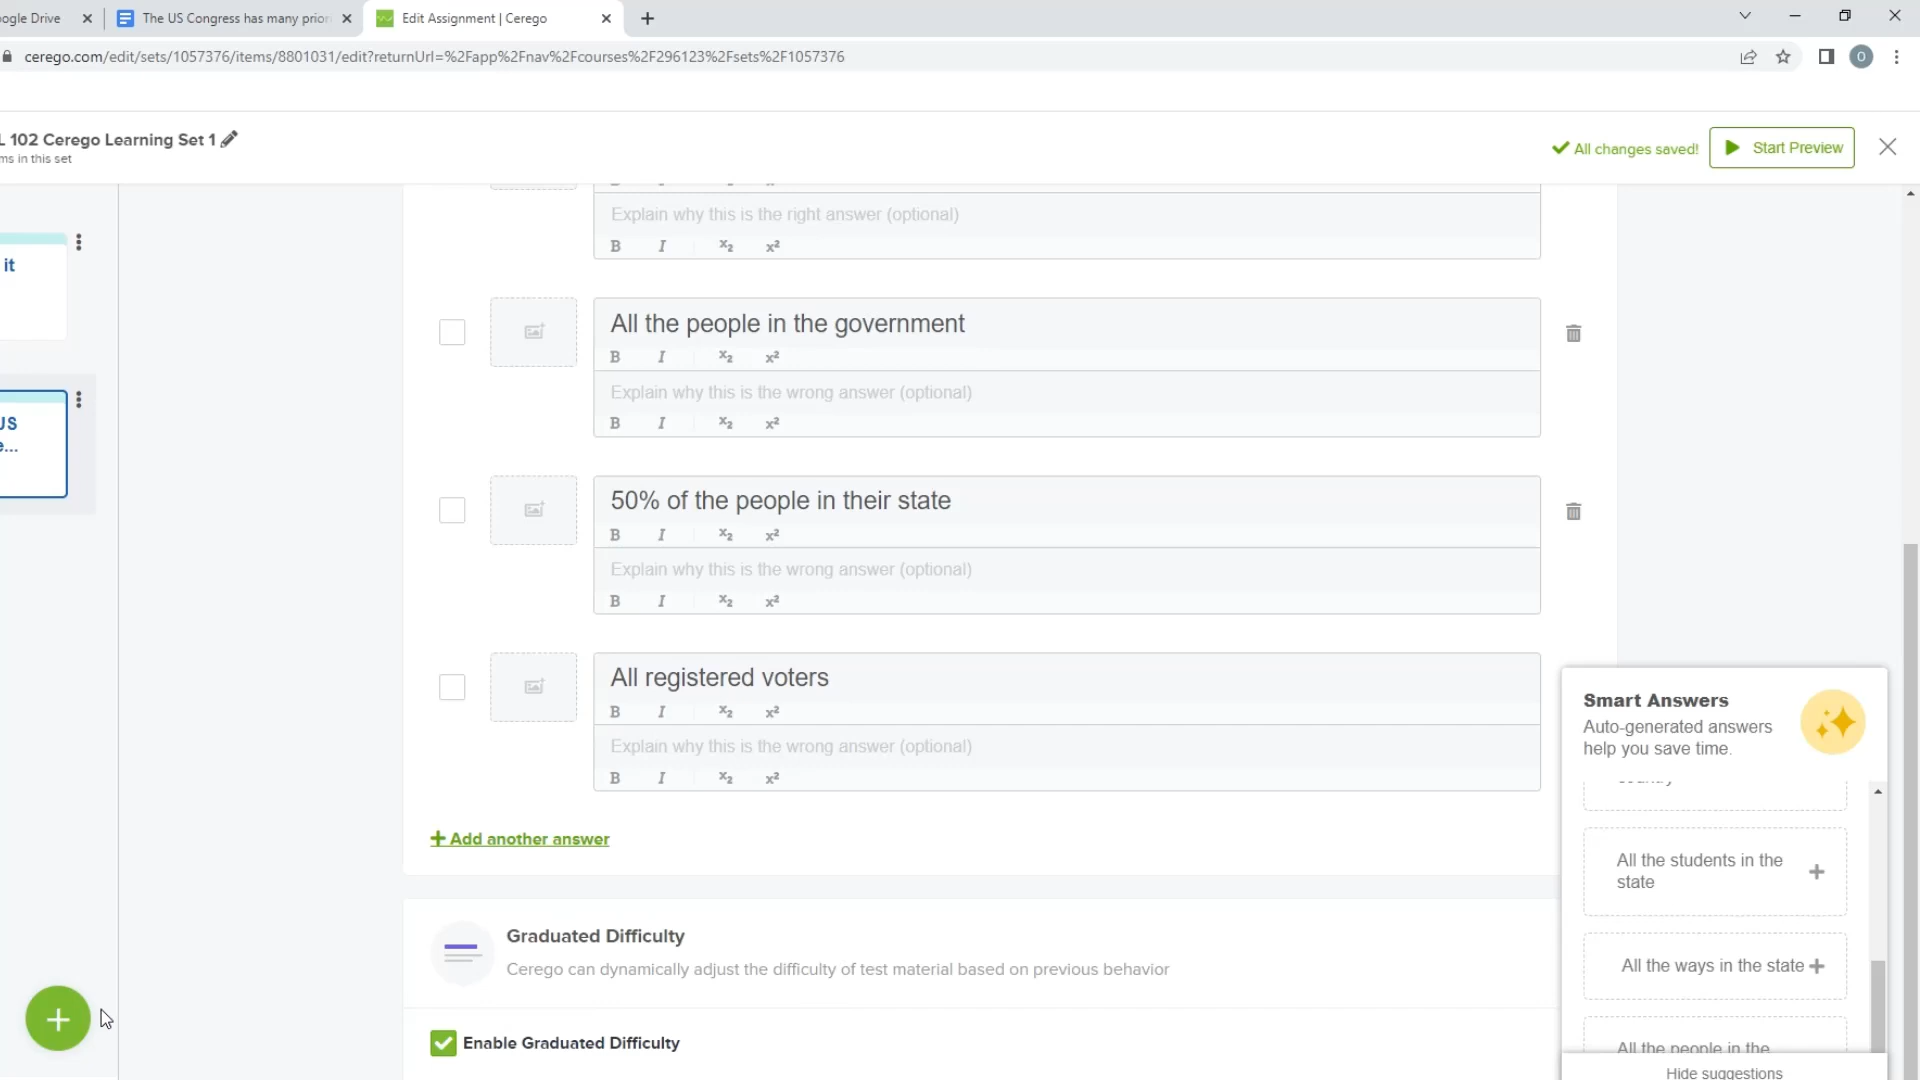 ogle Drive
The US Congress has many prior
Edit Assignment | Cerego
cerego.com/edit/sets/1057376/items/8801031/edit?returnUrl=%2Fapp%2Fnav%2Fcourses%2F296123%2Fsets%2F1057376
O
L 102 Cerego Learning Set 1
ms in this set
All changes saved!
Start Preview
it
US
e...
Explain why this is the right answer (optional)
B I x₂ x²
All the people in the government
B I x₂ x²
Explain why this is the wrong answer (optional)
B I x₂ x²
50% of the people in their state
B I x₂ x²
Explain why this is the wrong answer (optional)
B I x₂ x²
All registered voters
B I x₂ x²
Explain why this is the wrong answer (optional)
B I x₂ x²
+ Add another answer
Graduated Difficulty
Cerego can dynamically adjust the difficulty of test material based on previous behavior
Enable Graduated Difficulty
Smart Answers
Auto-generated answers
help you save time.
All the students in the
state
All the ways in the state
All the people in the
Hide suggestions